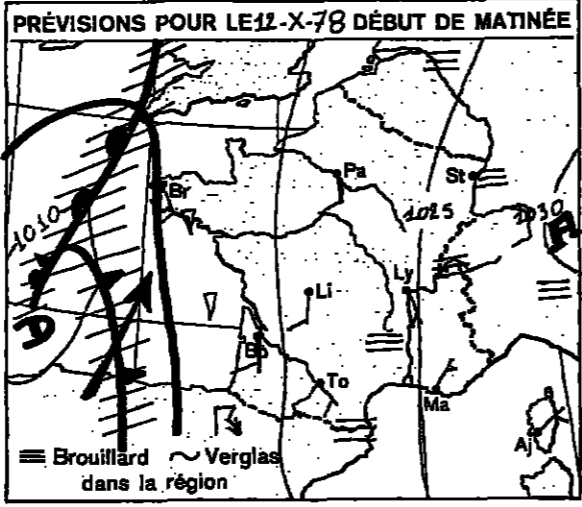 PRÉVISIONS POUR LE 12-X-78 DÉBUT DE MATINÉE
Pa
St
Br
1010
1025
1030
A
Li
Ly
D
Bo
To
Ma
Aj
Brouillard Verglas
dans la région